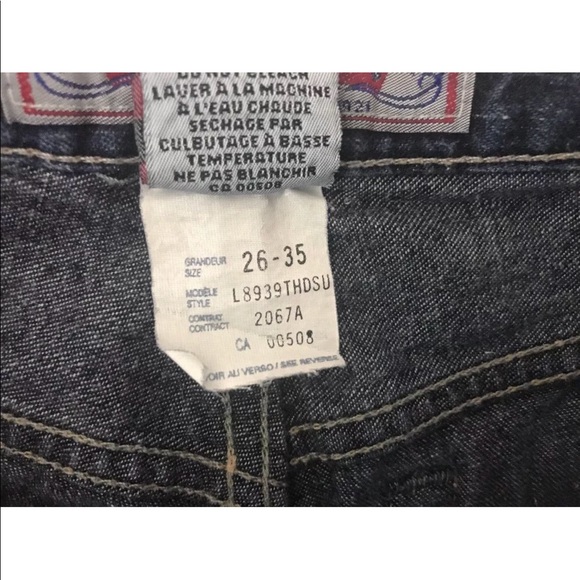 DO NOT BLEACH
LAVER À LA MACHINE
À L'EAU CHAUDE
SECHAGE PAR
CULBUTAGE À BASSE
TEMPERATURE
NE PAS BLANCHIR
CA 00508
GRANDEUR
SIZE
26-35
MODÈLE
STYLE
L8939THDSU
CONTRAT
CONTRACT
2067A
CA 00508
VOIR AU VERSO / SEE REVERSE